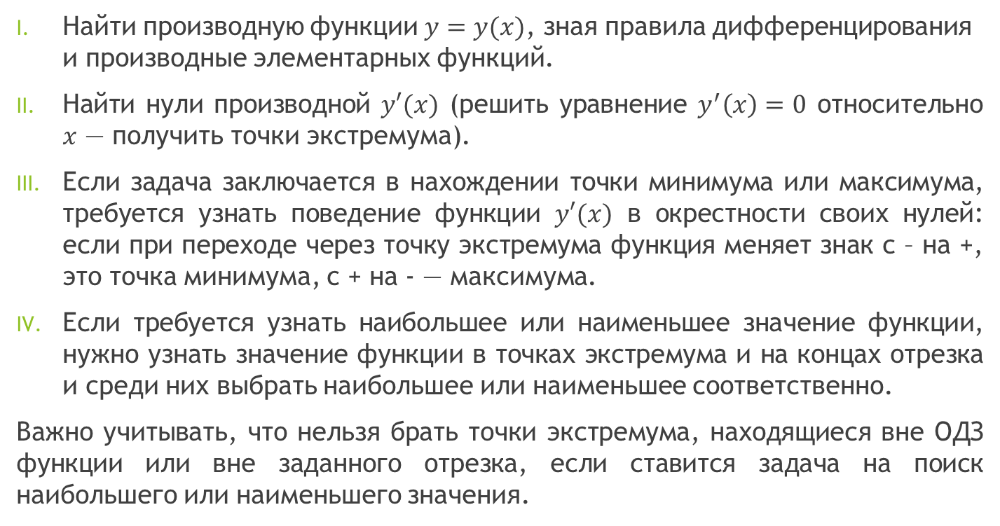 I. Найти производную функции y = y(x), зная правила дифференцирования
и производные элементарных функций.
II. Найти нули производной y′(x) (решить уравнение y′(x) = 0 относительно
x — получить точки экстремума).
III. Если задача заключается в нахождении точки минимума или максимума,
требуется узнать поведение функции y′(x) в окрестности своих нулей:
если при переходе через точку экстремума функция меняет знак с - на +,
это точка минимума, с + на - — максимума.
IV. Если требуется узнать наибольшее или наименьшее значение функции,
нужно узнать значение функции в точках экстремума и на концах отрезка
и среди них выбрать наибольшее или наименьшее соответственно.
Важно учитывать, что нельзя брать точки экстремума, находящиеся вне ОДЗ
функции или вне заданного отрезка, если ставится задача на поиск
наибольшего или наименьшего значения.